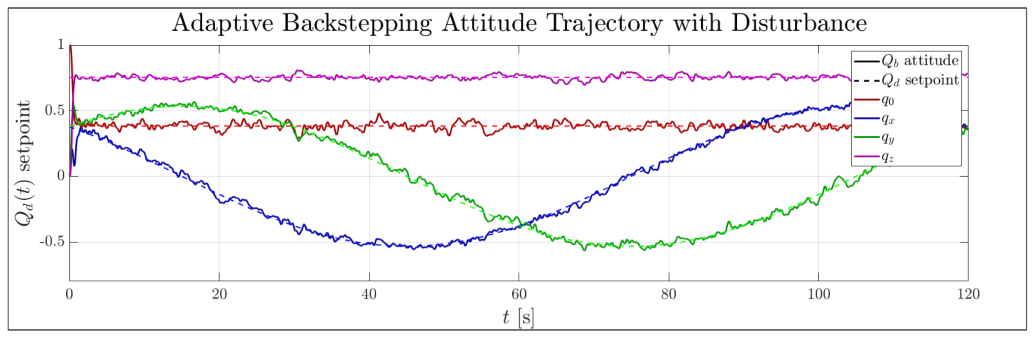 Adaptive Backstepping Attitude Trajectory with Disturbance
Q_d(t) setpoint
1
0.5
0
-0.5
Q_b attitude
Q_d setpoint
q_0
q_x
q_y
q_z
0 20 40 60 80 100 120
t [s]